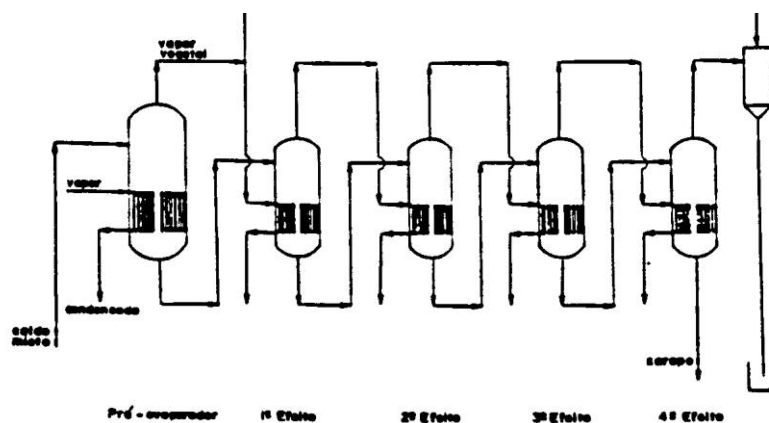 vapor
vegetal
vapor
condensado
caldo
misto
xarope
Pré-evaporador 1º Efeito 2º Efeito 3º Efeito 4º Efeito